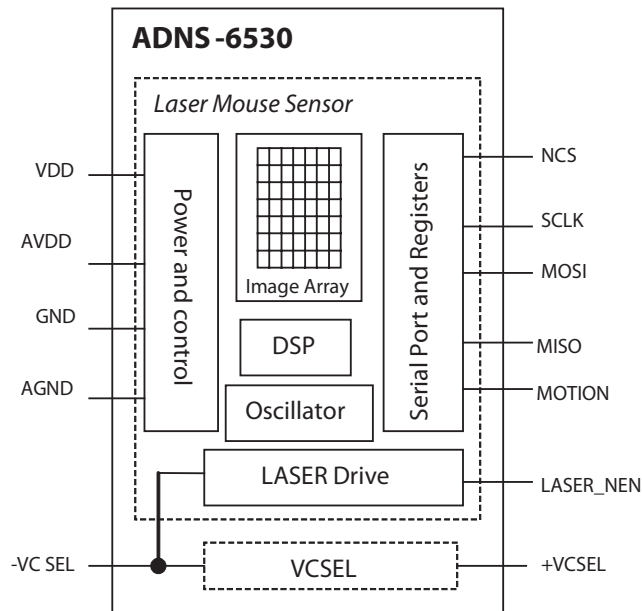 ADNS -6530
Laser Mouse Sensor
VDD
AVDD
GND
AGND
Power and control
Image Array
DSP
Oscillator
Serial Port and Registers
NCS
SCLK
MOSI
MISO
MOTION
LASER Drive
LASER_NEN
-VC SEL
VCSEL
+VCSEL